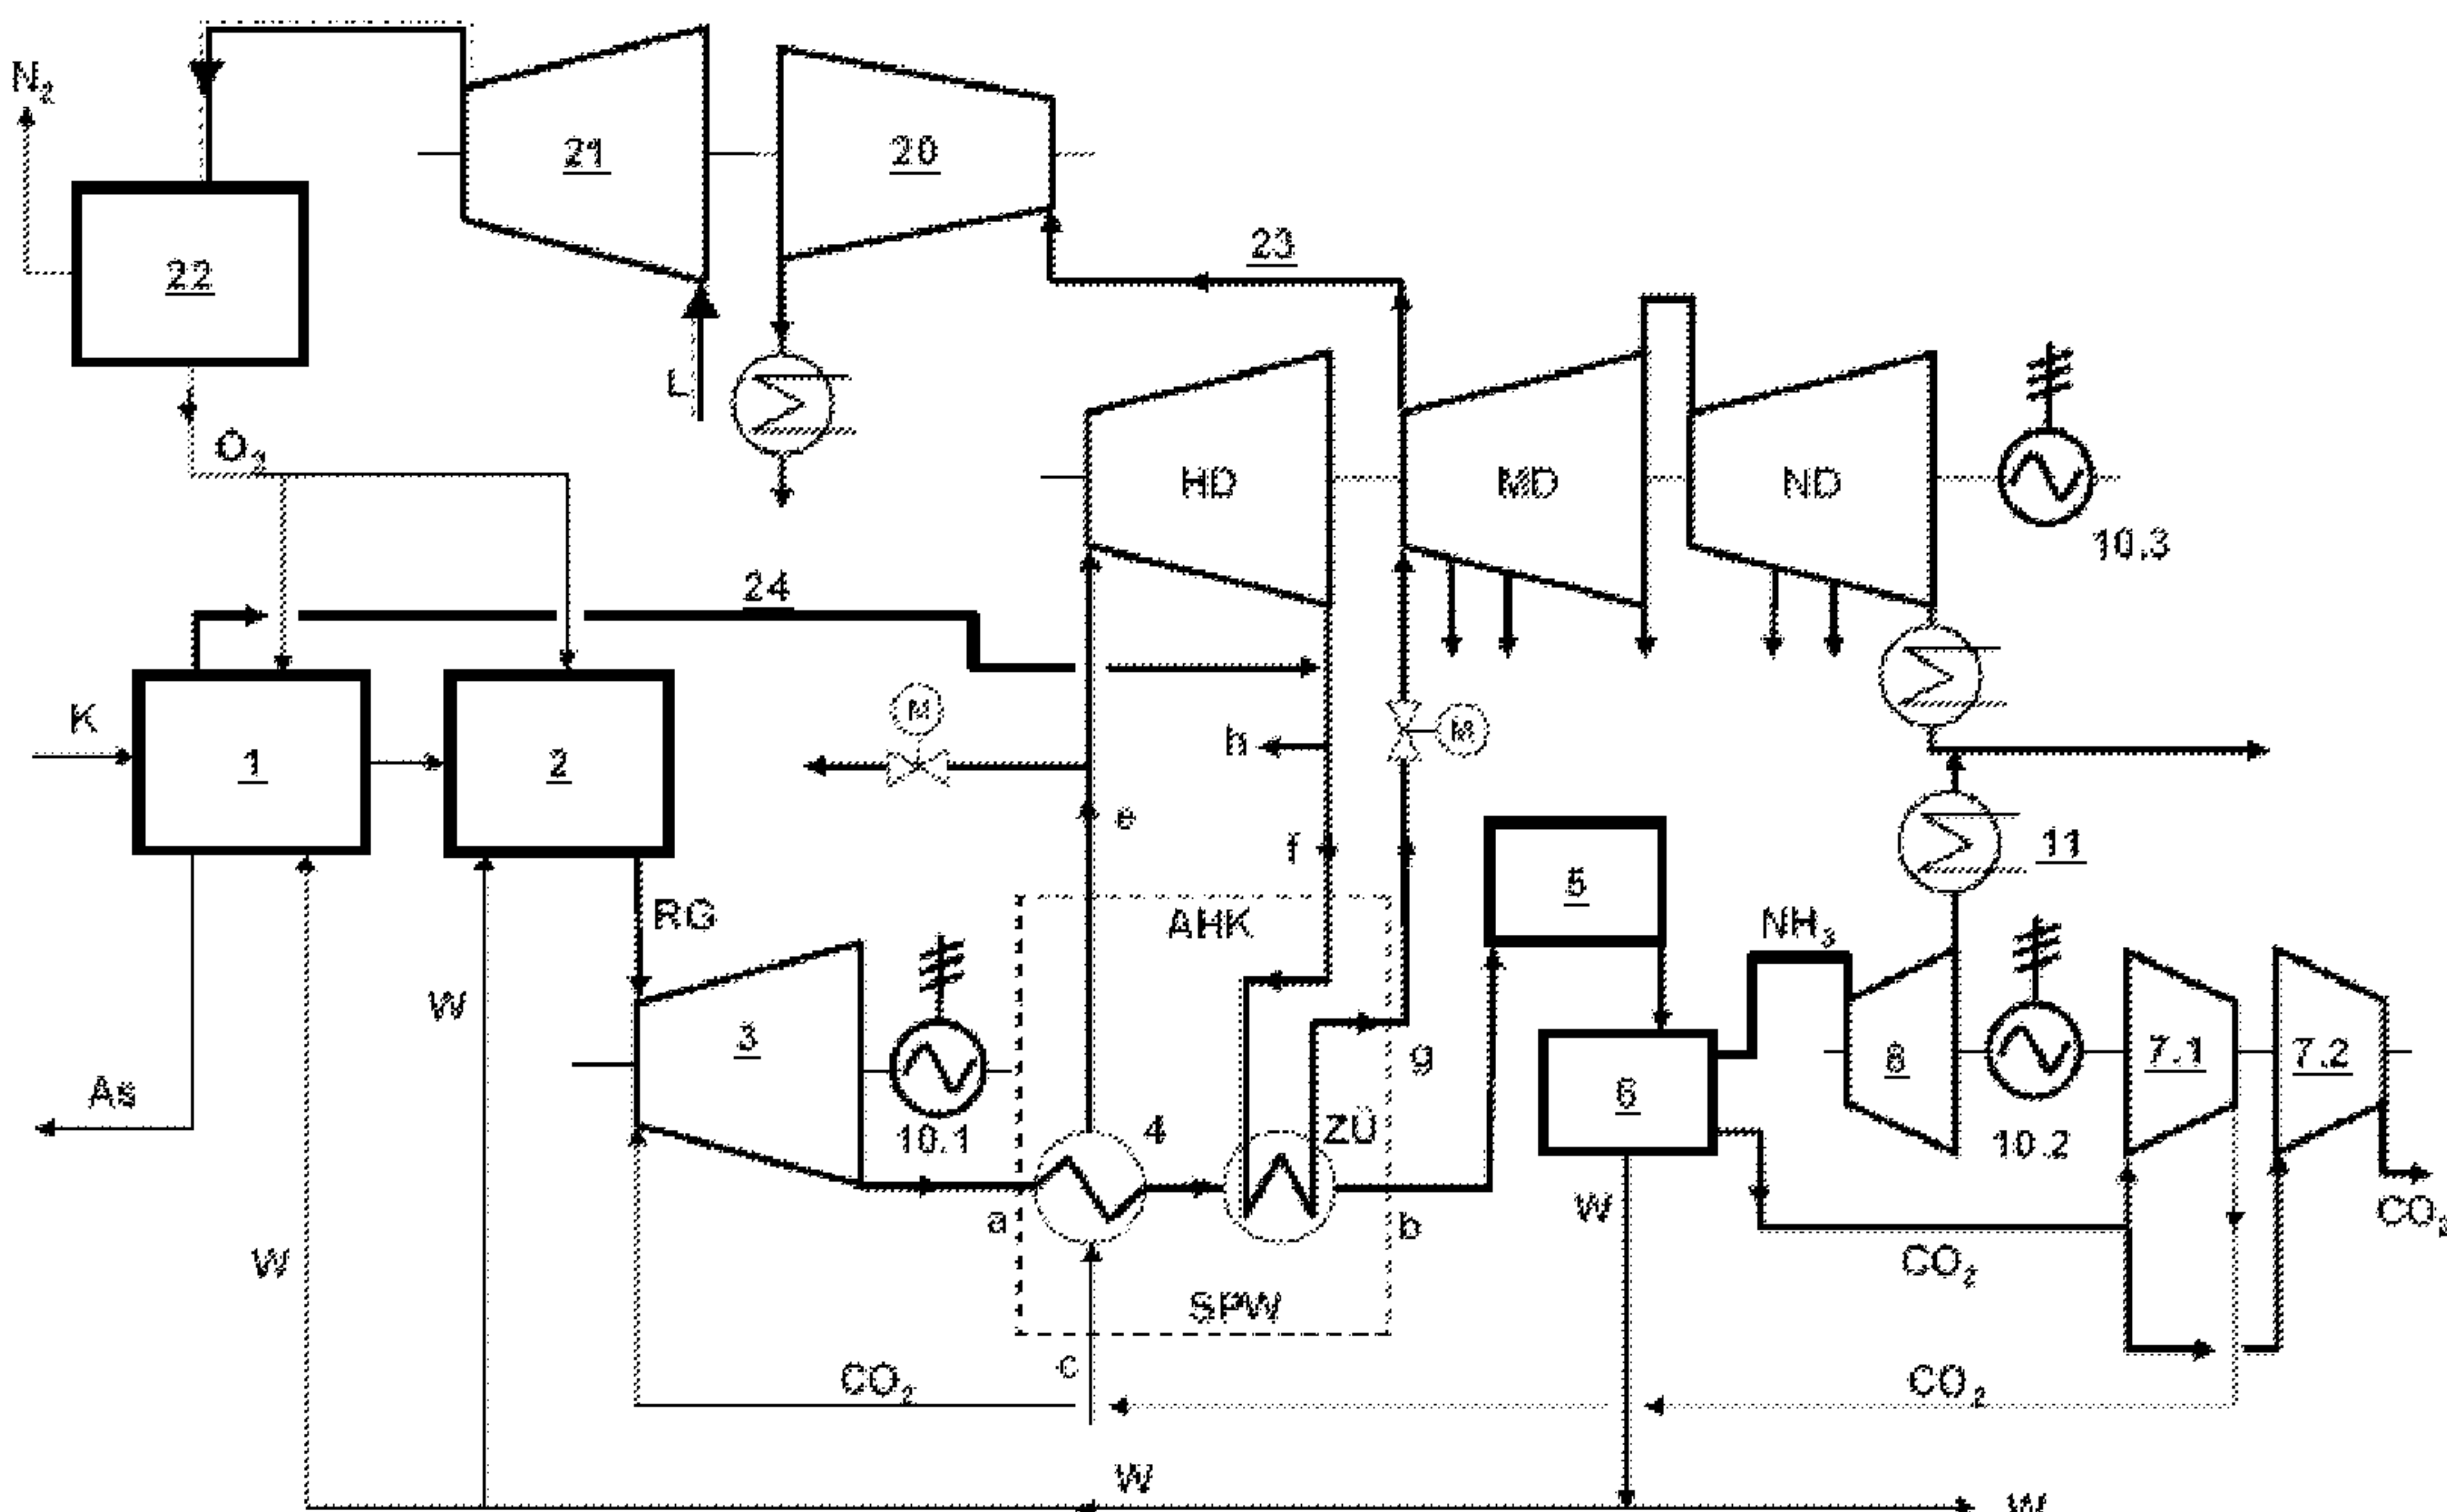 N₂
21
20
22
23
L
O₂
HD
MD
ND
10.3
24
K
M
1
2
h
M
e
f
5
11
RG
AHK
NH₃
W
3
g
8
7.1
7.2
6
As
10.1
4
ZÜ
10.2
a
b
W
CO₂
W
CO₂
SPW
c
CO₂
CO₂
W
W